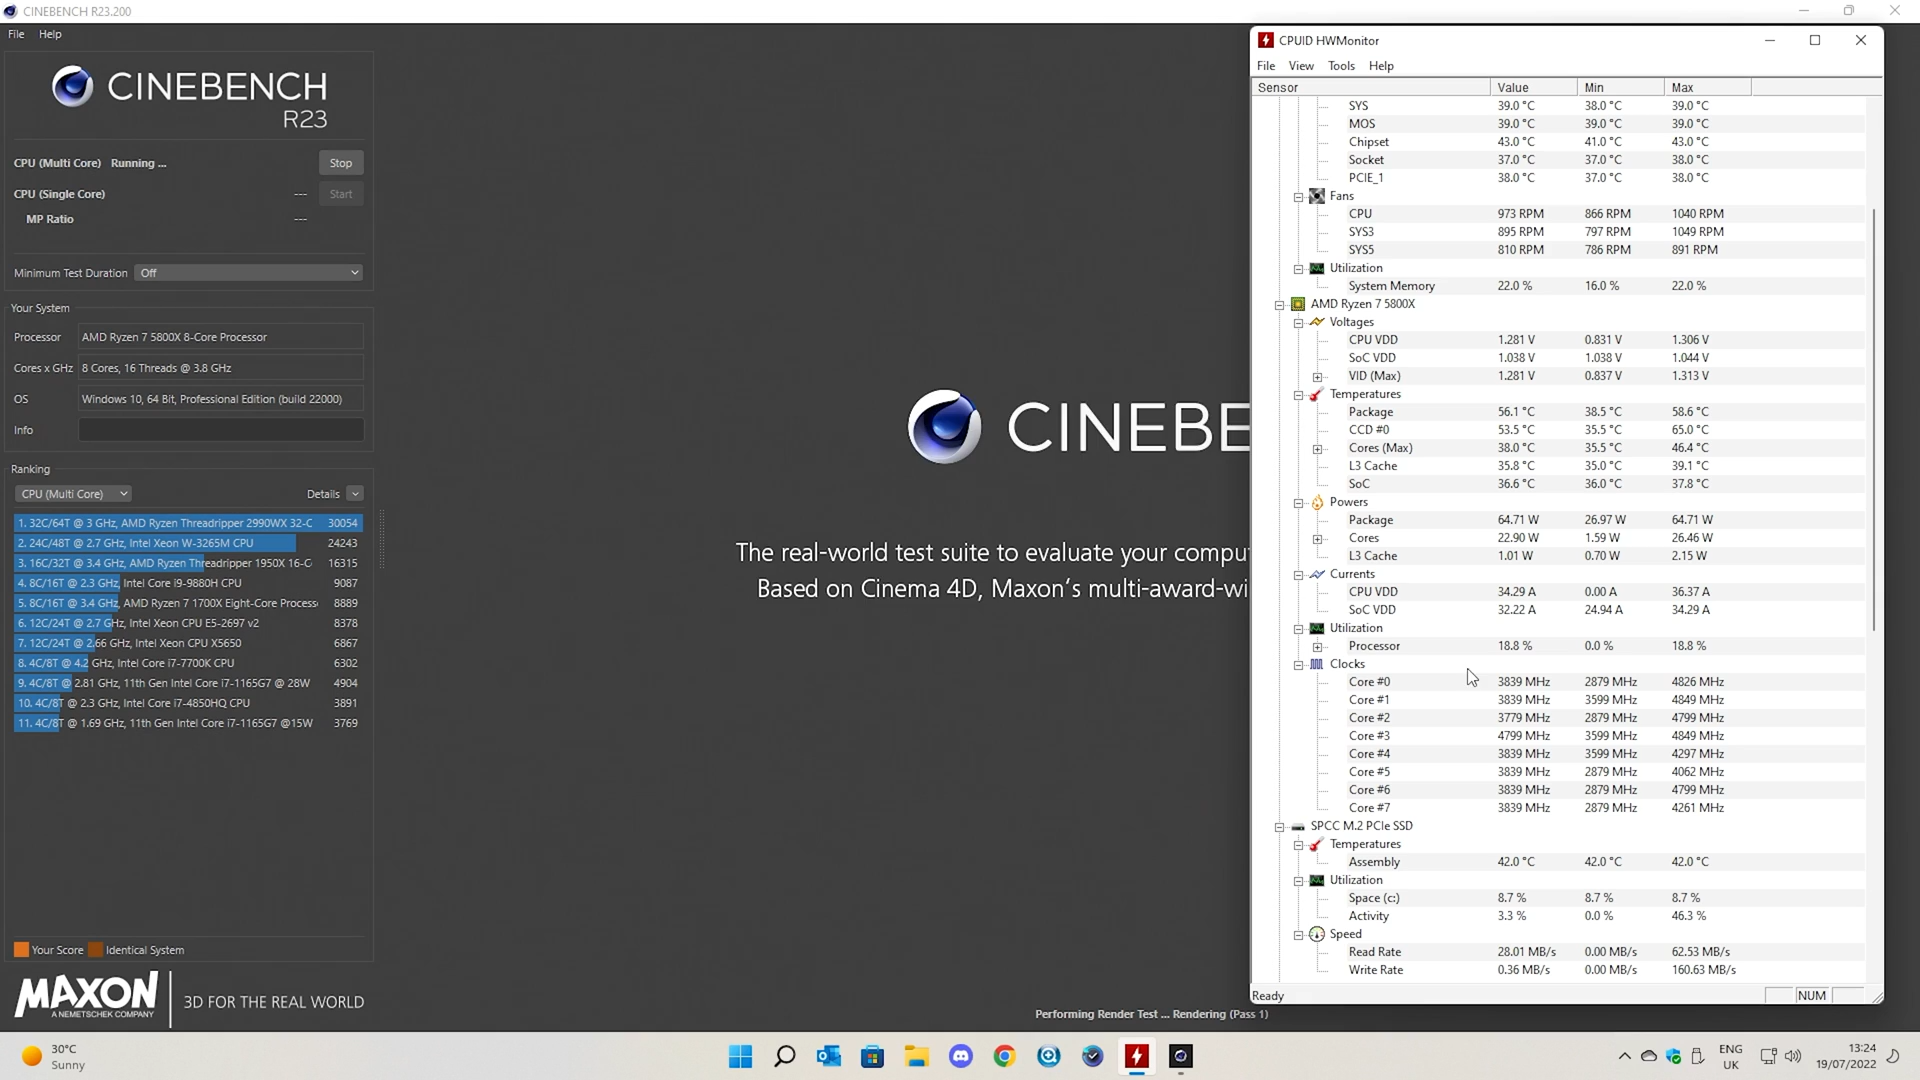 CINEBENCH R23.200
File Help
CINEBENCH
R23
CPU (Multi Core) Running ... Stop
CPU (Single Core) --- Start
MP Ratio ---
Minimum Test Duration Off
Your System
Processor AMD Ryzen 7 5800X 8-Core Processor
Cores x GHz 8 Cores, 16 Threads @ 3.8 GHz
OS Windows 10, 64 Bit, Professional Edition (build 22000)
Info
Ranking
CPU (Multi Core) Details
1. 32C/64T @ 3 GHz, AMD Ryzen Threadripper 2990WX 32-C 30054
2. 24C/48T @ 2.7 GHz, Intel Xeon W-3265M CPU 24243
3. 16C/32T @ 3.4 GHz, AMD Ryzen Threadripper 1950X 16-C 16315
4. 8C/16T @ 2.3 GHz, Intel Core i9-9880H CPU 9087
5. 8C/16T @ 3.4 GHz, AMD Ryzen 7 1700X Eight-Core Process 8889
6. 12C/24T @ 2.7 GHz, Intel Xeon CPU E5-2697 v2 8378
7. 12C/24T @ 2.66 GHz, Intel Xeon CPU X5650 6867
8. 4C/8T @ 4.2 GHz, Intel Core i7-7700K CPU 6302
9. 4C/8T @ 2.81 GHz, 11th Gen Intel Core i7-1165G7 @ 28W 4904
10. 4C/8T @ 2.3 GHz, Intel Core i7-4850HQ CPU 3891
11. 4C/8T @ 1.69 GHz, 11th Gen Intel Core i7-1165G7 @15W 3769
Your Score Identical System
MAXON
A NEMETSCHEK COMPANY
3D FOR THE REAL WORLD
CINEBE
The real-world test suite to evaluate your compu
Based on Cinema 4D, Maxon's multi-award-wi
Performing Render Test ... Rendering (Pass 1)
CPUID HWMonitor
File View Tools Help
Sensor Value Min Max
SYS 39.0 °C 38.0 °C 39.0 °C
MOS 39.0 °C 39.0 °C 39.0 °C
Chipset 43.0 °C 41.0 °C 43.0 °C
Socket 37.0 °C 37.0 °C 38.0 °C
PCIE_1 38.0 °C 37.0 °C 38.0 °C
Fans
CPU 973 RPM 866 RPM 1040 RPM
SYS3 895 RPM 797 RPM 1049 RPM
SYS5 810 RPM 786 RPM 891 RPM
Utilization
System Memory 22.0 % 16.0 % 22.0 %
AMD Ryzen 7 5800X
Voltages
CPU VDD 1.281 V 0.831 V 1.306 V
SoC VDD 1.038 V 1.038 V 1.044 V
VID (Max) 1.281 V 0.837 V 1.313 V
Temperatures
Package 56.1 °C 38.5 °C 58.6 °C
CCD #0 53.5 °C 35.5 °C 65.0 °C
Cores (Max) 38.0 °C 35.5 °C 46.4 °C
L3 Cache 35.8 °C 35.0 °C 39.1 °C
SoC 36.6 °C 36.0 °C 37.8 °C
Powers
Package 64.71 W 26.97 W 64.71 W
Cores 22.90 W 1.59 W 26.46 W
L3 Cache 1.01 W 0.70 W 2.15 W
Currents
CPU VDD 34.29 A 0.00 A 36.37 A
SoC VDD 32.22 A 24.94 A 34.29 A
Utilization
Processor 18.8 % 0.0 % 18.8 %
Clocks
Core #0 3839 MHz 2879 MHz 4826 MHz
Core #1 3839 MHz 3599 MHz 4849 MHz
Core #2 3779 MHz 2879 MHz 4799 MHz
Core #3 4799 MHz 3599 MHz 4849 MHz
Core #4 3839 MHz 3599 MHz 4297 MHz
Core #5 3839 MHz 2879 MHz 4062 MHz
Core #6 3839 MHz 2879 MHz 4799 MHz
Core #7 3839 MHz 2879 MHz 4261 MHz
SPCC M.2 PCIe SSD
Temperatures
Assembly 42.0 °C 42.0 °C 42.0 °C
Utilization
Space (c:) 8.7 % 8.7 % 8.7 %
Activity 3.3 % 0.0 % 46.3 %
Speed
Read Rate 28.01 MB/s 0.00 MB/s 62.53 MB/s
Write Rate 0.36 MB/s 0.00 MB/s 160.63 MB/s
Ready NUM
30°C
Sunny
ENG
UK
13:24
19/07/2022